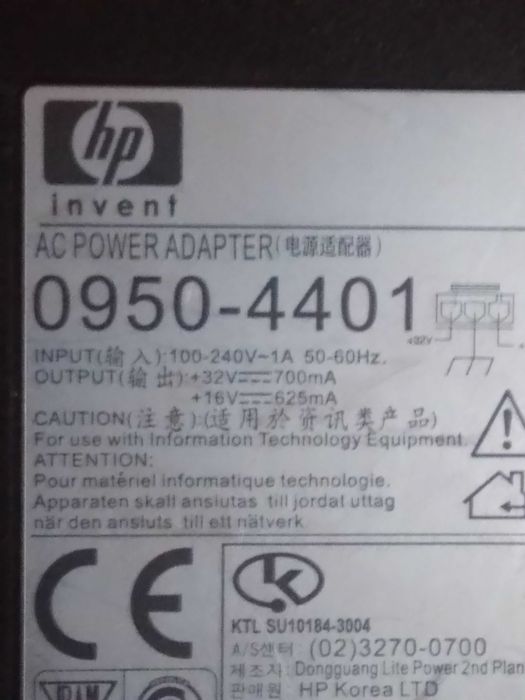 hp
invent
AC POWER ADAPTER(电源适配器)
0950-4401
+32V
INPUT(输入):100-240V~1A 50-60Hz.
OUTPUT(输出):+32V⎓700mA
+16V⎓625mA
CAUTION(注意):(适用於资讯类产品)
For use with Information Technology Equipment.
ATTENTION:
Pour matériel informatique technologie.
Apparaten skall anslutas till jordat uttag
när den ansluts till ett nätverk
CE
KTL SU10184-3004
A/S센터: (02)3270-0700
제조자: Dongguang Lite Power 2nd Plan
판매원 HP Korea LTD